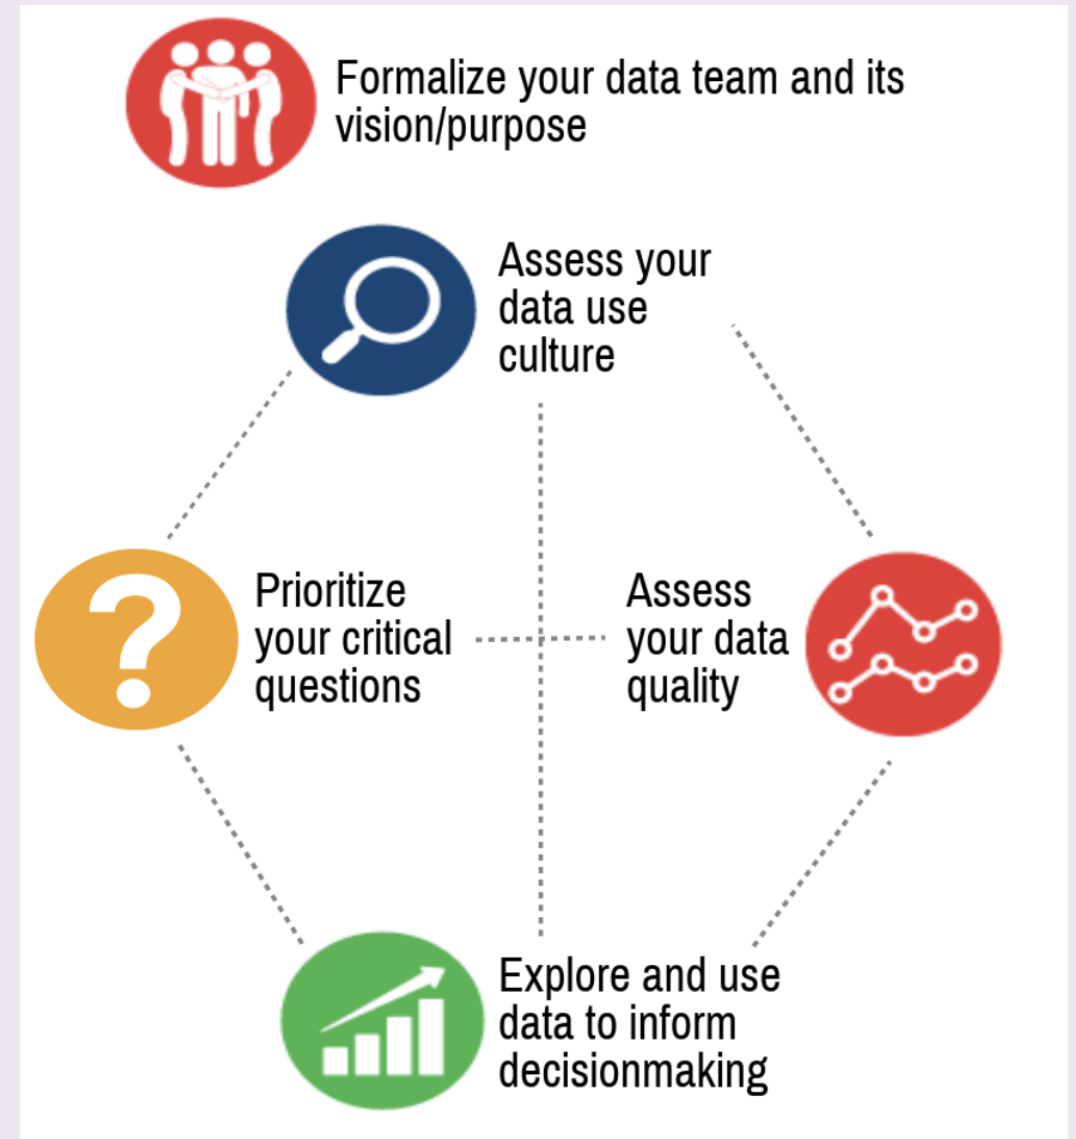 Formalize your data team and its
vision/purpose
Assess your
data use
culture
Prioritize
your critical
questions
Assess
your data
quality
Explore and use
data to inform
decisionmaking